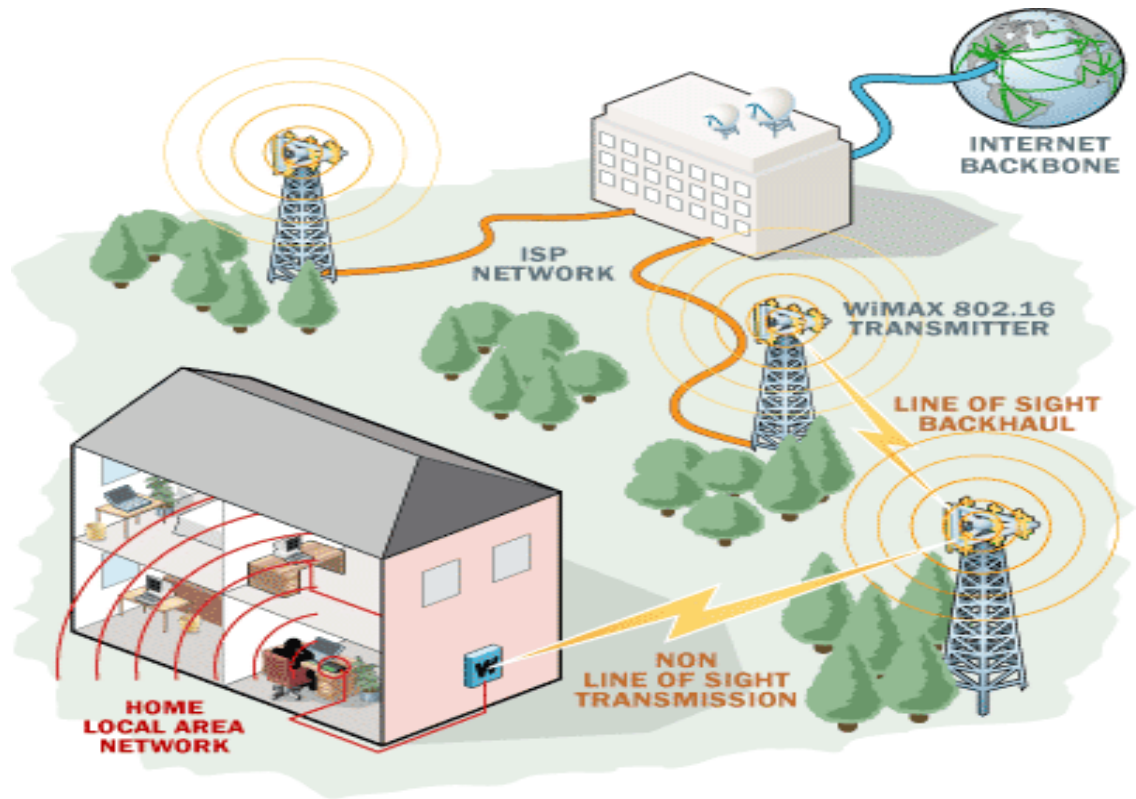 INTERNET
BACKBONE
ISP
NETWORK
WiMAX 802.16
TRANSMITTER
LINE OF SIGHT
BACKHAUL
NON
LINE OF SIGHT
TRANSMISSION
HOME
LOCAL AREA
NETWORK